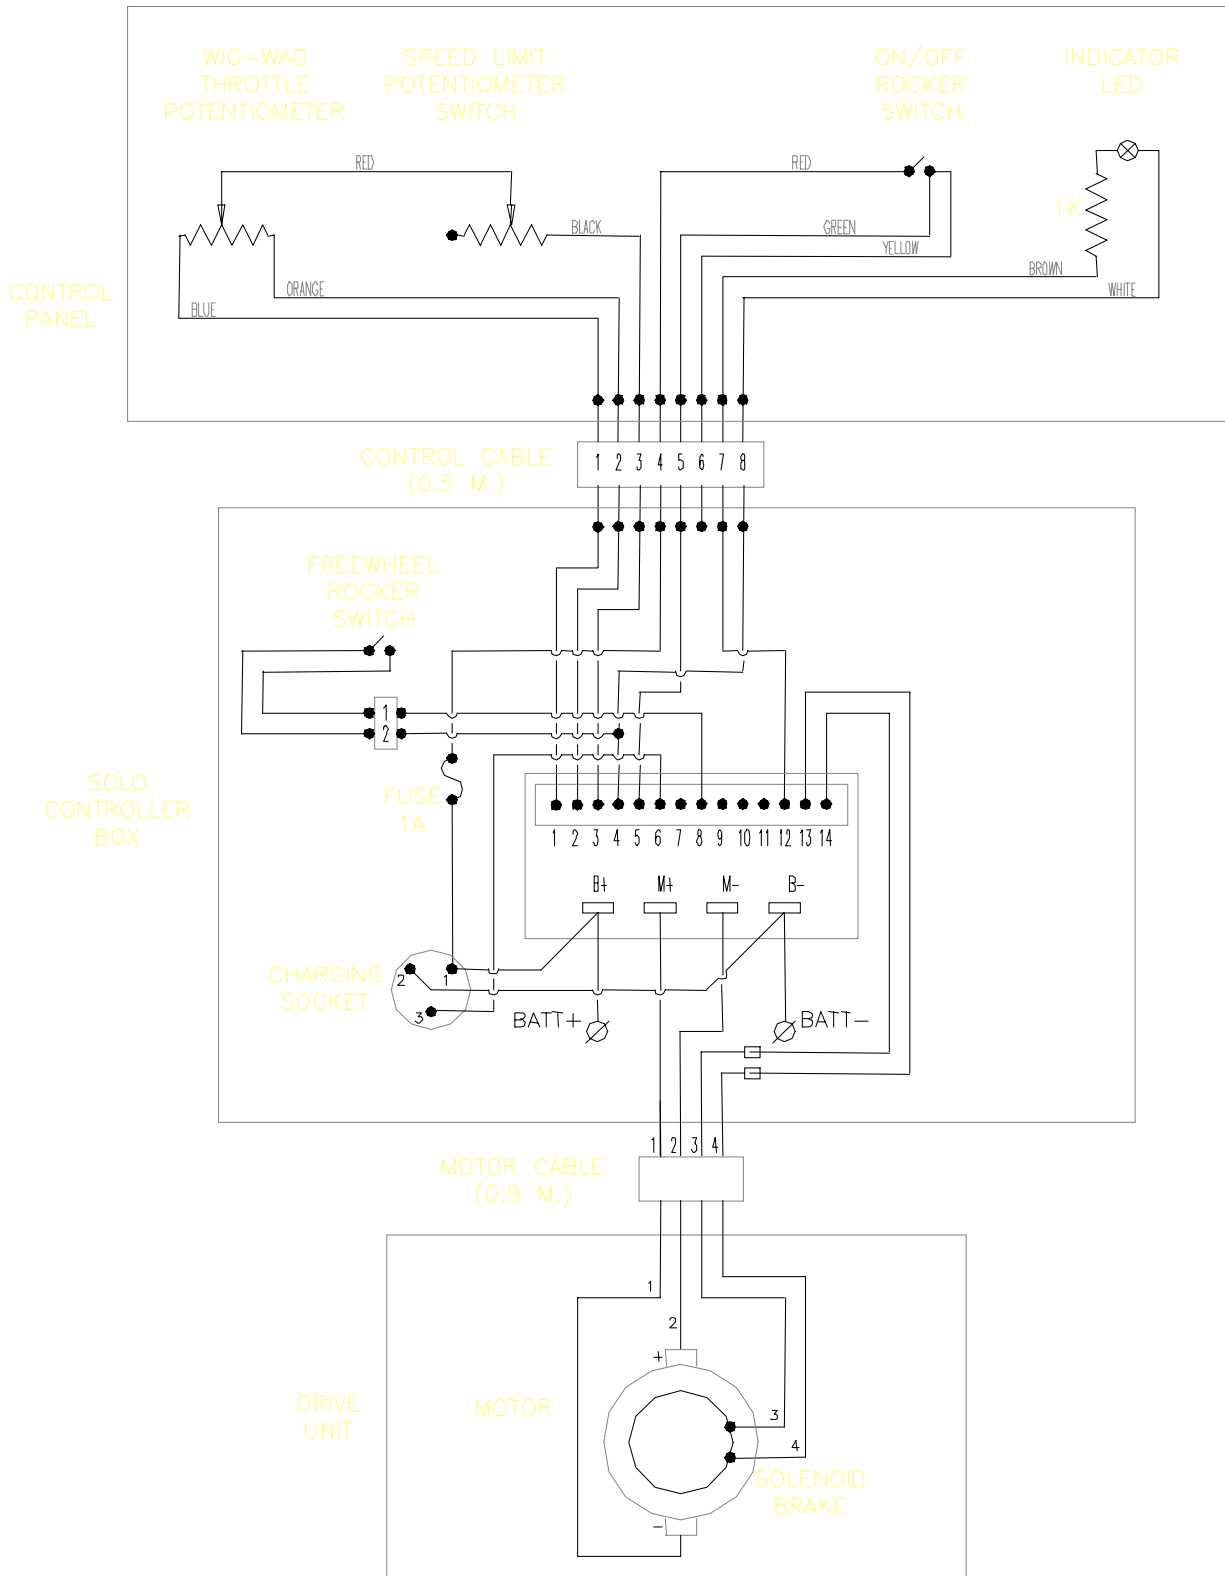 WIG-WAG
THROTTLE
POTENTIOMETER
SPEED LIMIT
POTENTIOMETER
SWITCH
ON/OFF
ROCKER
SWITCH
INDICATOR
LED
RED
RED
1K
BLACK
GREEN
YELLOW
BROWN
ORANGE
WHITE
BLUE
CONTROL
PANEL
CONTROL CABLE
(0.5 M.)
1 2 3 4 5 6 7 8
FREEWHEEL
ROCKER
SWITCH
1
2
SOLO
CONTROLLER
BOX
FUSE
1A
1 2 3 4 5 6 7 8 9 10 11 12 13 14
B+ M+ M- B-
CHARGING
SOCKET
2 1
3
BATT+
BATT-
1 2 3 4
MOTOR CABLE
(0.9 M.)
1
2
+
DRIVE
UNIT
MOTOR
3
4
SOLENOID
BRAKE
-